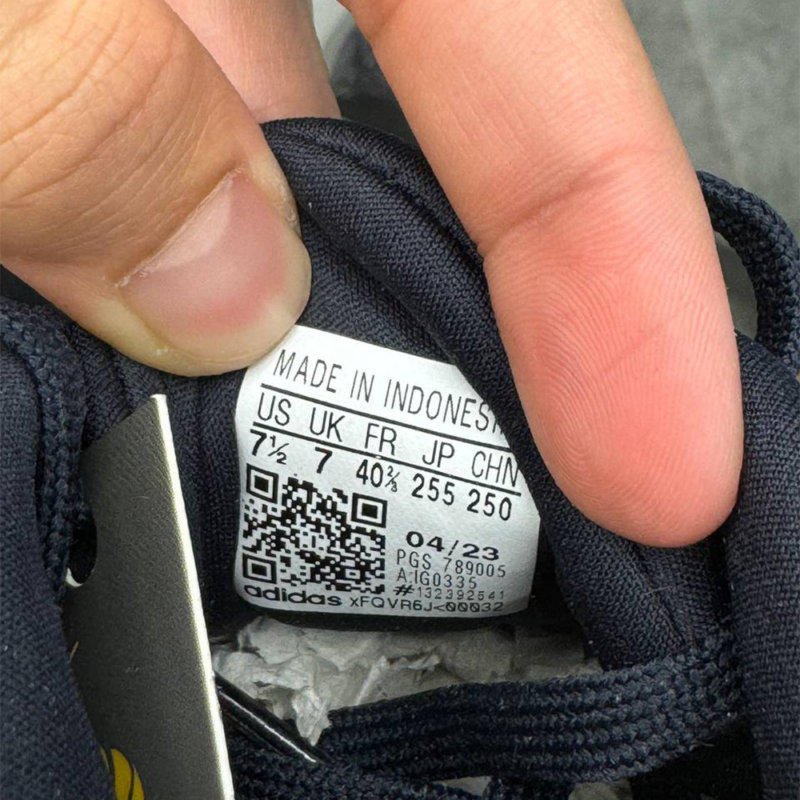 MADE IN INDONES
US UK FR JP CHN
7½ 7 40⅔ 255 250
04/23
PGS 789005
A:IG0335
#132392541
adidas xFQVR6J<00032